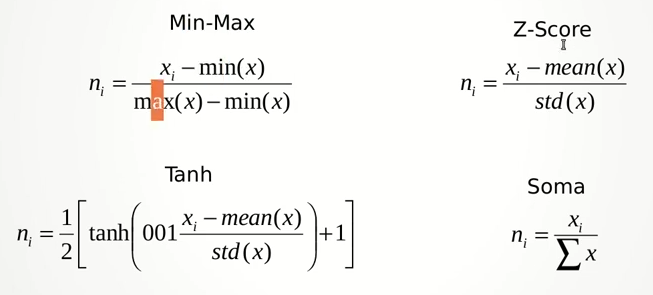 Min-Max
n_i = (x_i − min(x)) / (max(x) − min(x))
Z-Score
n_i = (x_i − mean(x)) / std(x)
Tanh
n_i = 1/2 [tanh(001 (x_i − mean(x)) / std(x)) + 1]
Soma
n_i = x_i / ∑ x